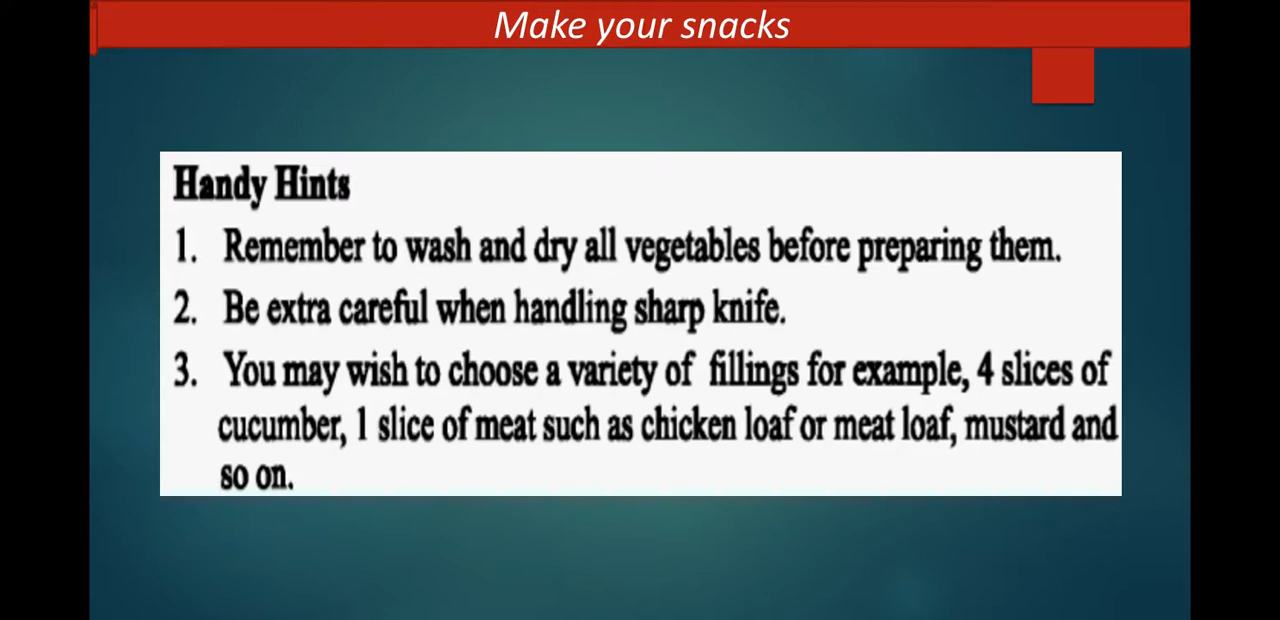 Make your snacks
Handy Hints
1. Remember to wash and dry all vegetables before preparing them.
2. Be extra careful when handling sharp knife.
3. You may wish to choose a variety of fillings for example, 4 slices of
cucumber, 1 slice of meat such as chicken loaf or meat loaf, mustard and
so on.